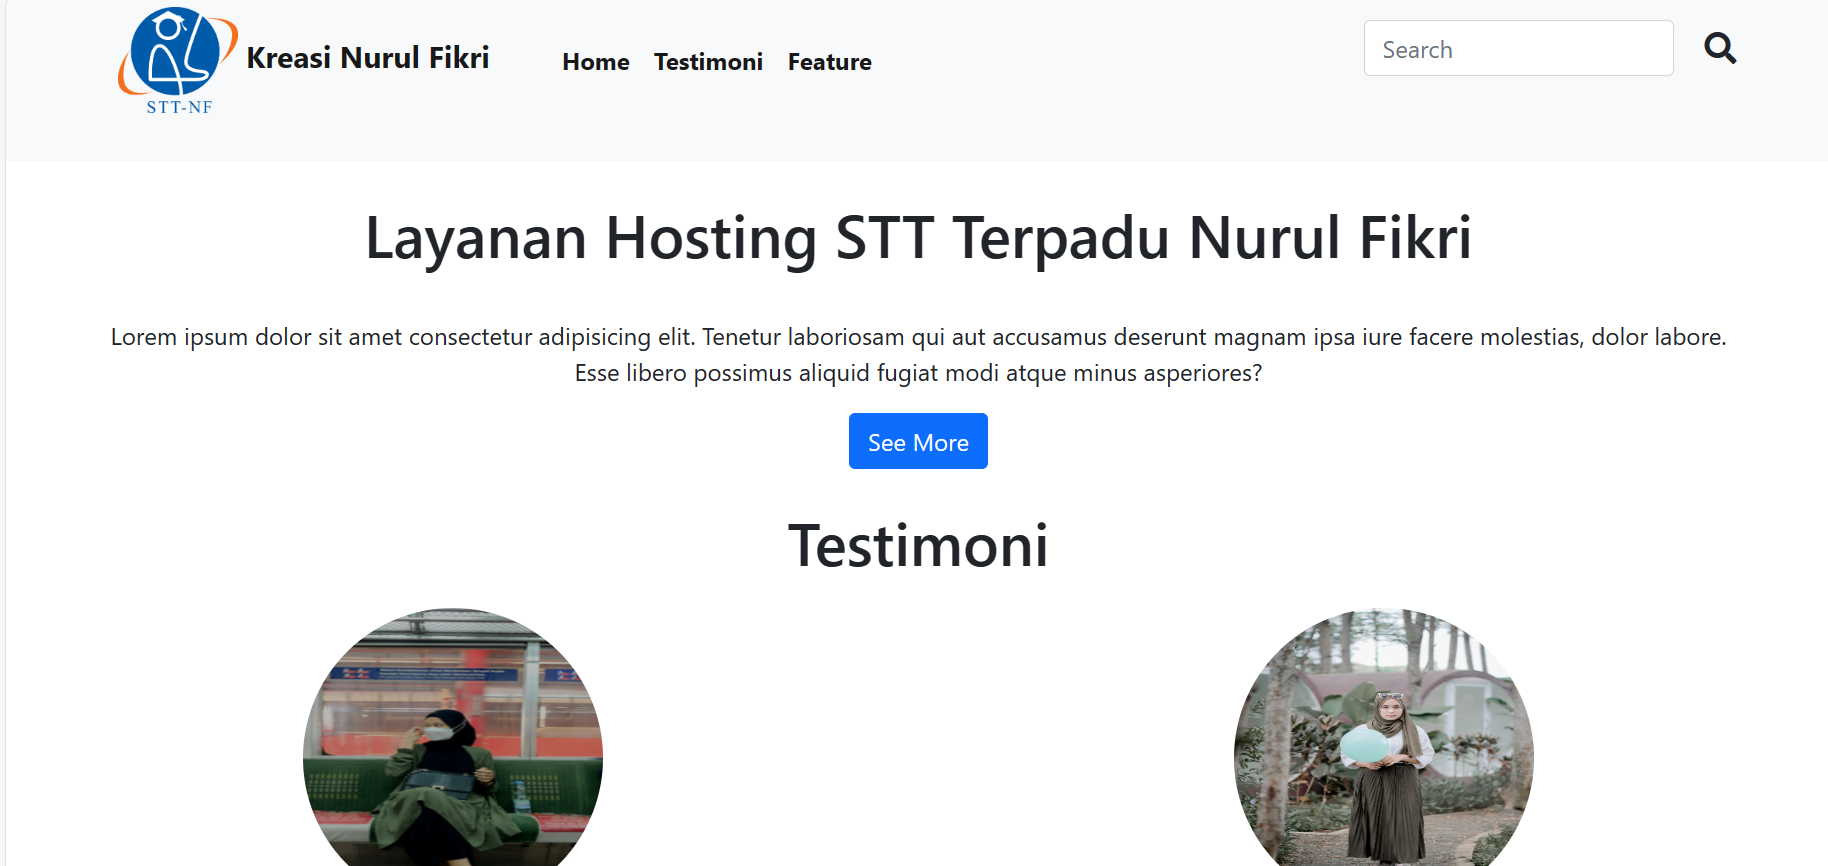 STT-NF
Kreasi Nurul Fikri
Home
Testimoni
Feature
Search
Layanan Hosting STT Terpadu Nurul Fikri
Lorem ipsum dolor sit amet consectetur adipisicing elit. Tenetur laboriosam qui aut accusamus deserunt magnam ipsa iure facere molestias, dolor labore.
Esse libero possimus aliquid fugiat modi atque minus asperiores?
See More
Testimoni